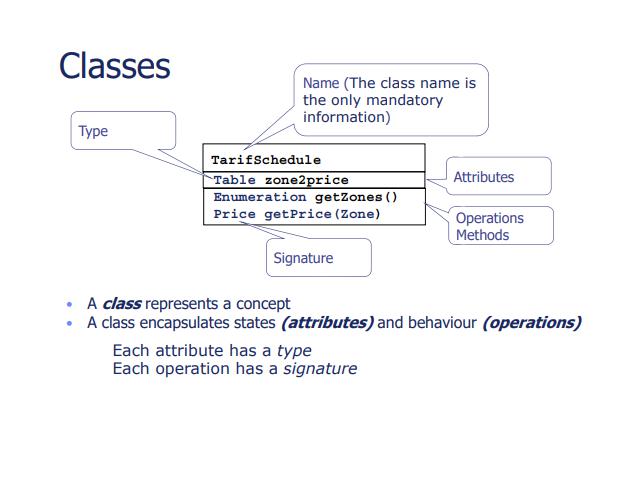 Classes
Name (The class name is
the only mandatory
information)
Type
TarifSchedule
Table zone2price
Attributes
Enumeration getZones()
Price getPrice(Zone)
Operations
Methods
Signature
• A class represents a concept
• A class encapsulates states (attributes) and behaviour (operations)
Each attribute has a type
Each operation has a signature